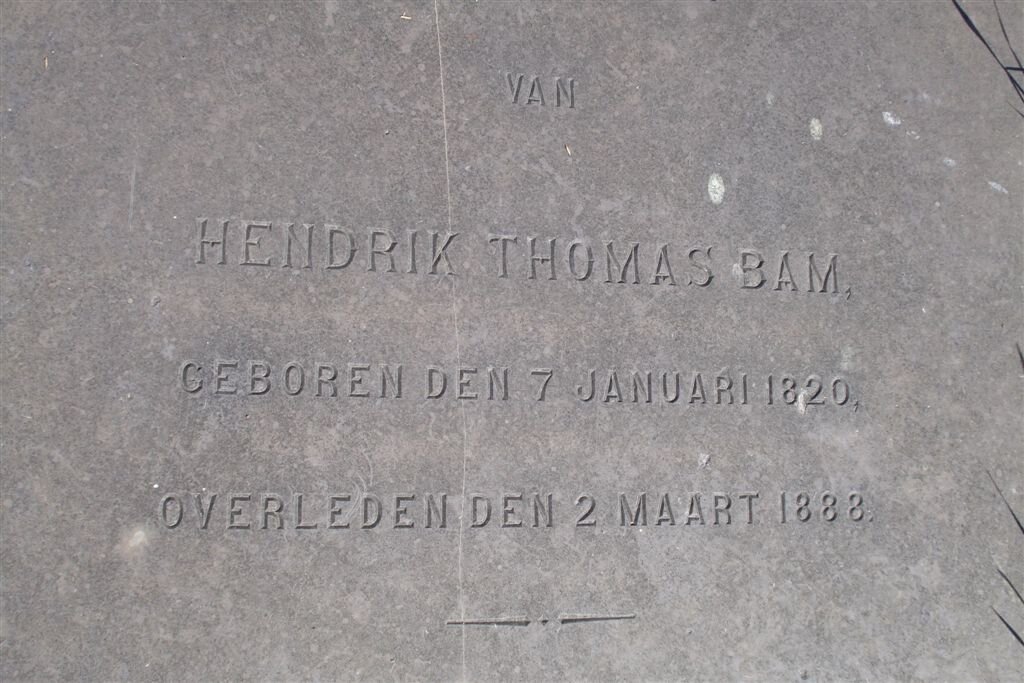 VAN
HENDRIK THOMAS BAM,
GEBOREN DEN 7 JANUARI 1820,
OVERLEDEN DEN 2 MAART 1888.